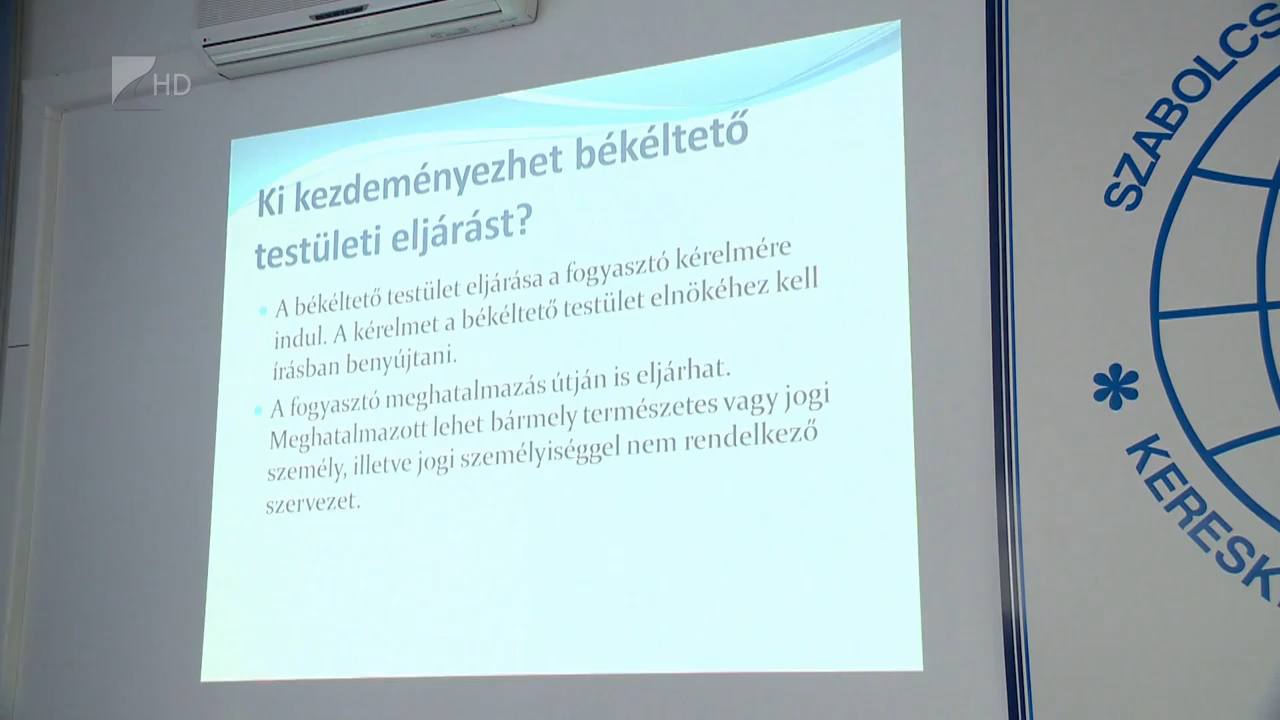 HD
Ki kezdeményezhet békéltető
testületi eljárást?
A békéltető testület eljárása a fogyasztó kérelmére
indul. A kérelmet a békéltető testület elnökéhez kell
írásban benyújtani.
A fogyasztó meghatalmazás útján is eljárhat.
Meghatalmazott lehet bármely természetes vagy jogi
személy, illetve jogi személyiséggel nem rendelkező
szervezet.
SZABOLCS
* KERESK